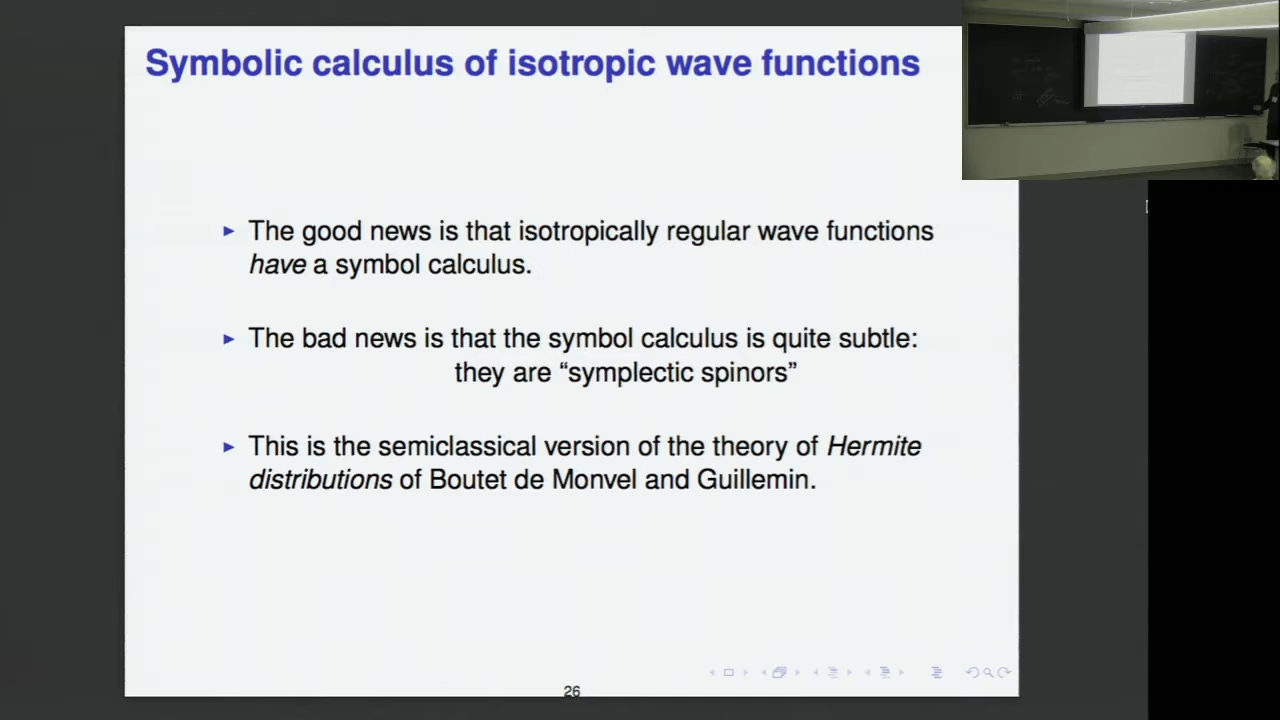 Symbolic calculus of isotropic wave functions
The good news is that isotropically regular wave functions
have a symbol calculus.
The bad news is that the symbol calculus is quite subtle:
they are “symplectic spinors”
This is the semiclassical version of the theory of Hermite
distributions of Boutet de Monvel and Guillemin.
26